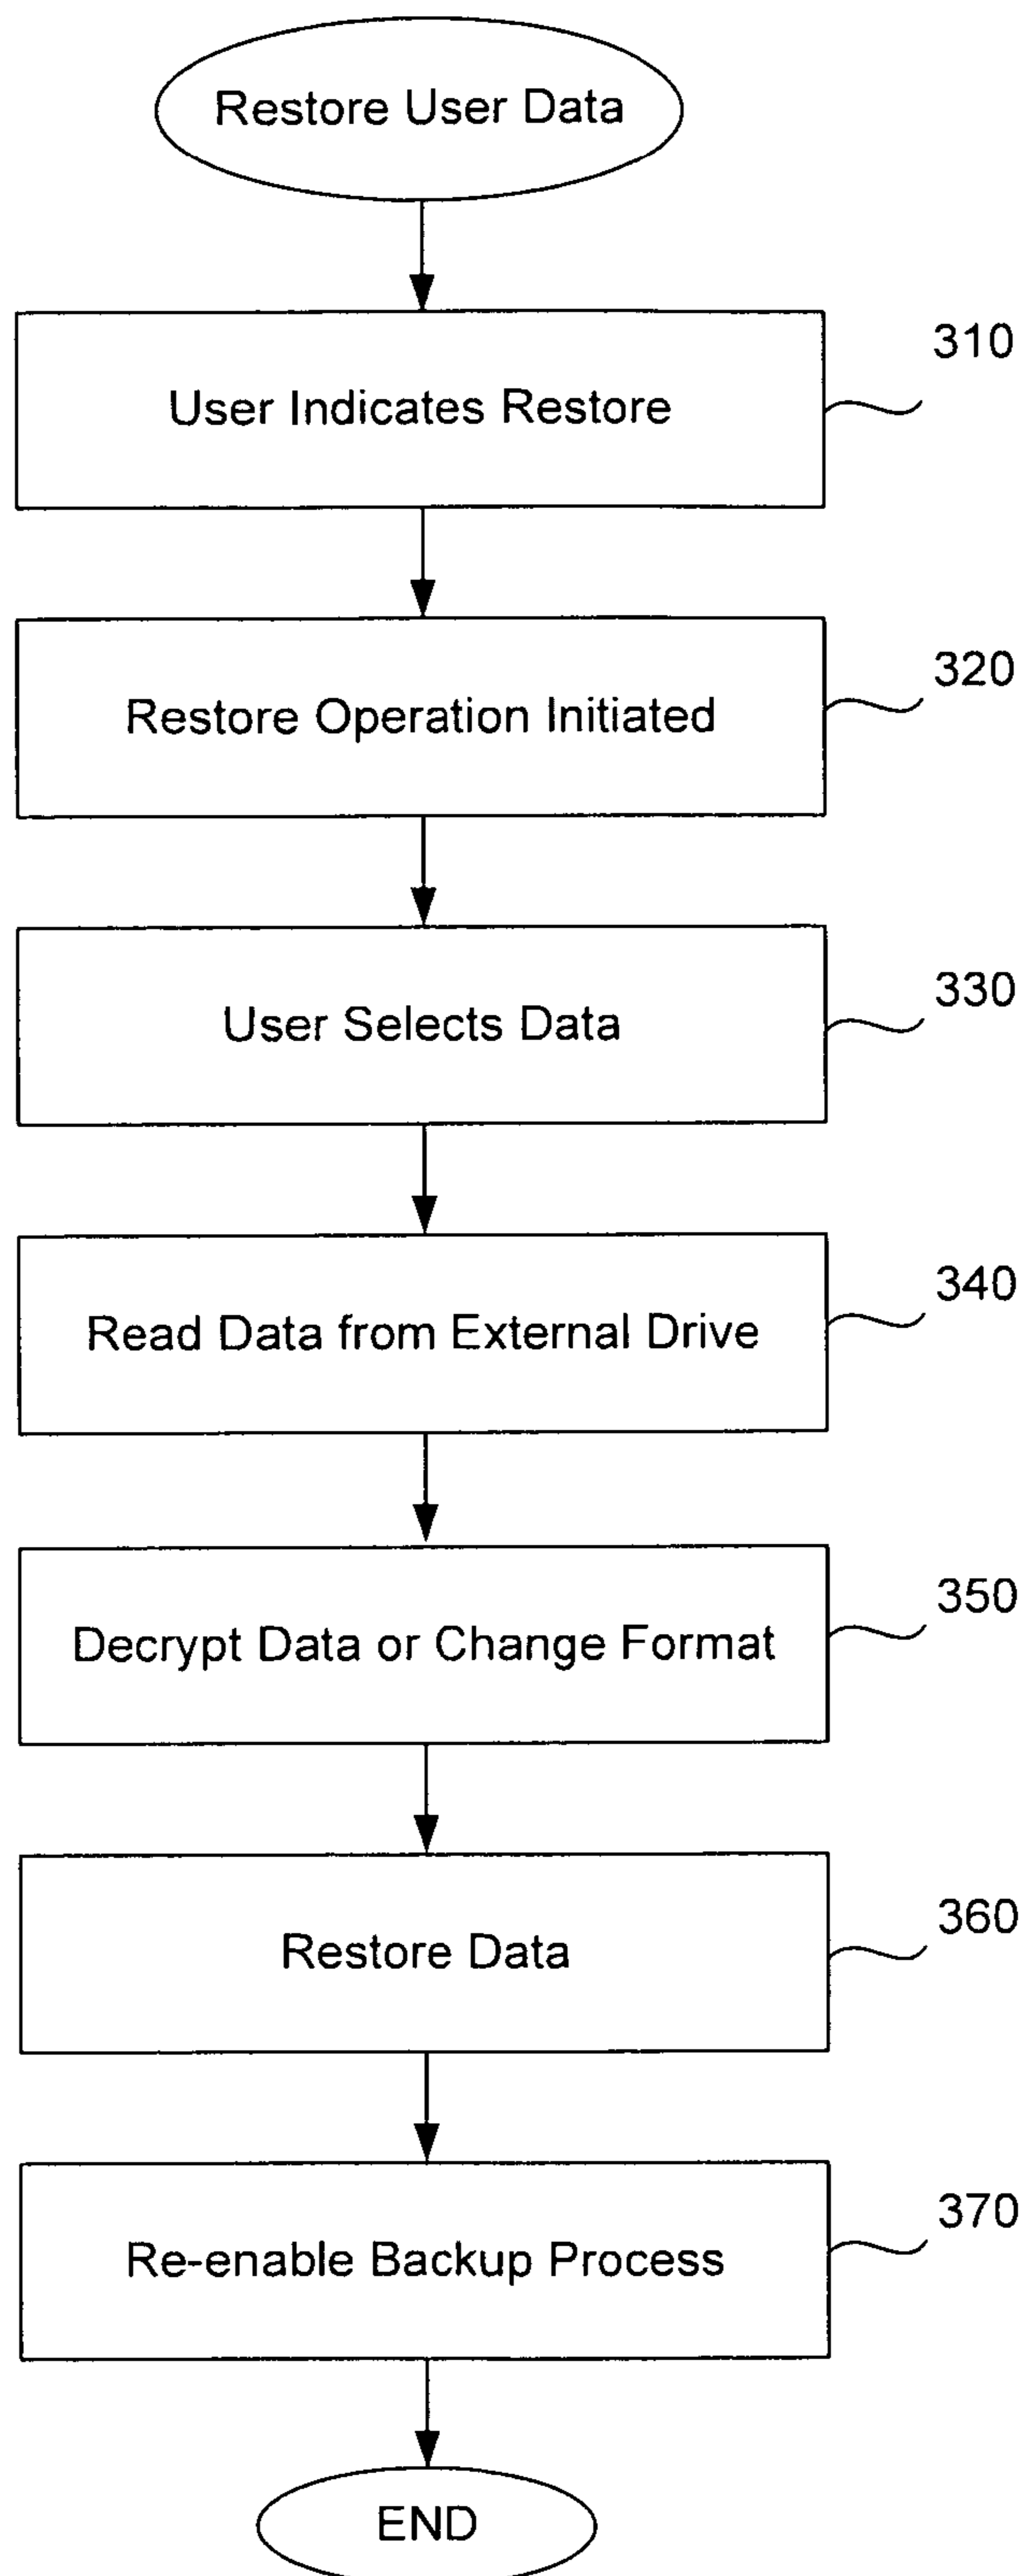 Restore User Data
310
User Indicates Restore
320
Restore Operation Initiated
330
User Selects Data
340
Read Data from External Drive
350
Decrypt Data or Change Format
360
Restore Data
370
Re-enable Backup Process
END